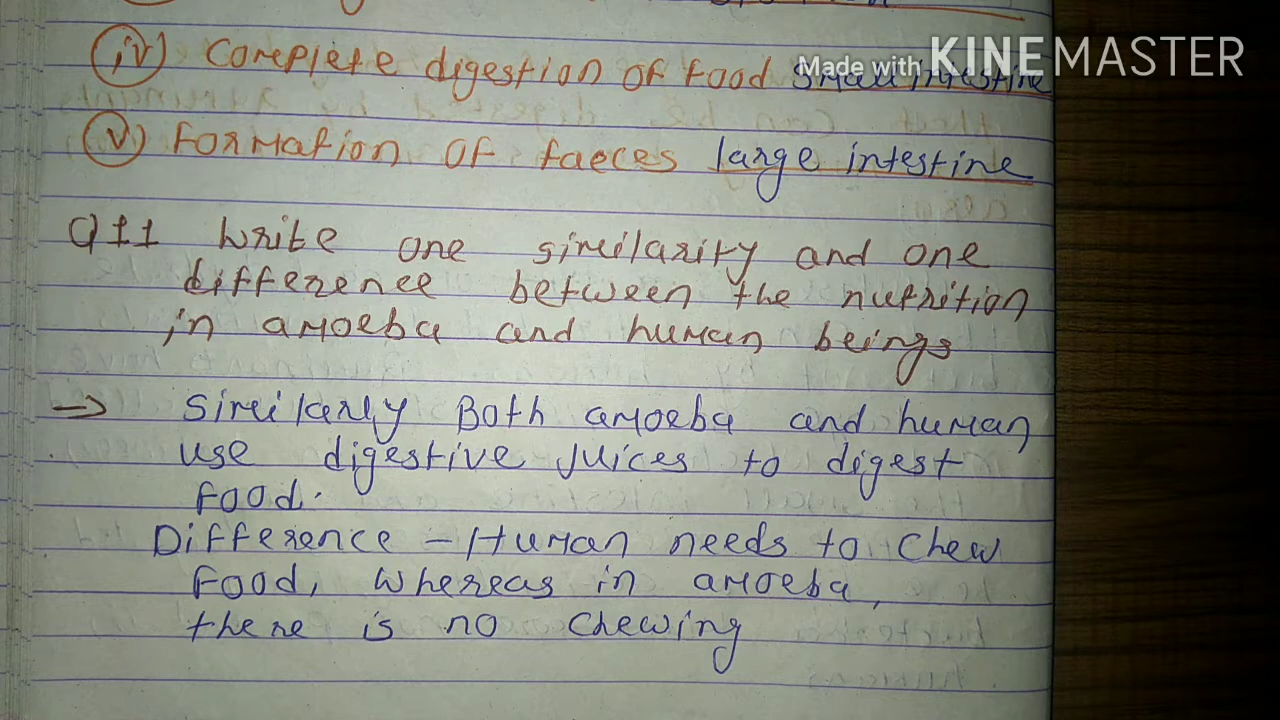 (iv) Complete digestion of food small intestine
Made with KINEMASTER
(v) Formation of faeces large intestine
Q11 Write one similarity and one
difference between the nutrition
in amoeba and human beings
→ Similarly Both amoeba and human
use digestive juices to digest
food.
Difference - Human needs to chew
food, whereas in amoeba,
there is no chewing